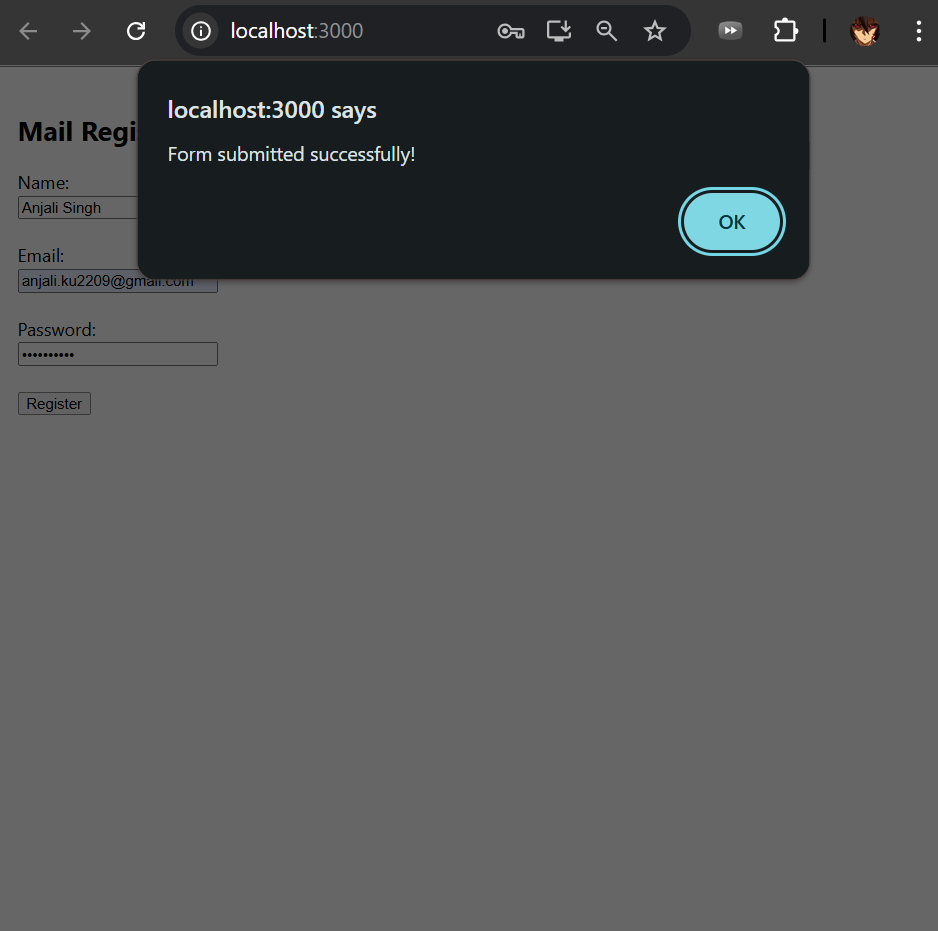 localhost:3000
localhost:3000 says
Form submitted successfully!
OK
Mail Regi
Name:
Anjali Singh
Email:
anjali.ku2209@gmail.com
Password:
••••••••••
Register